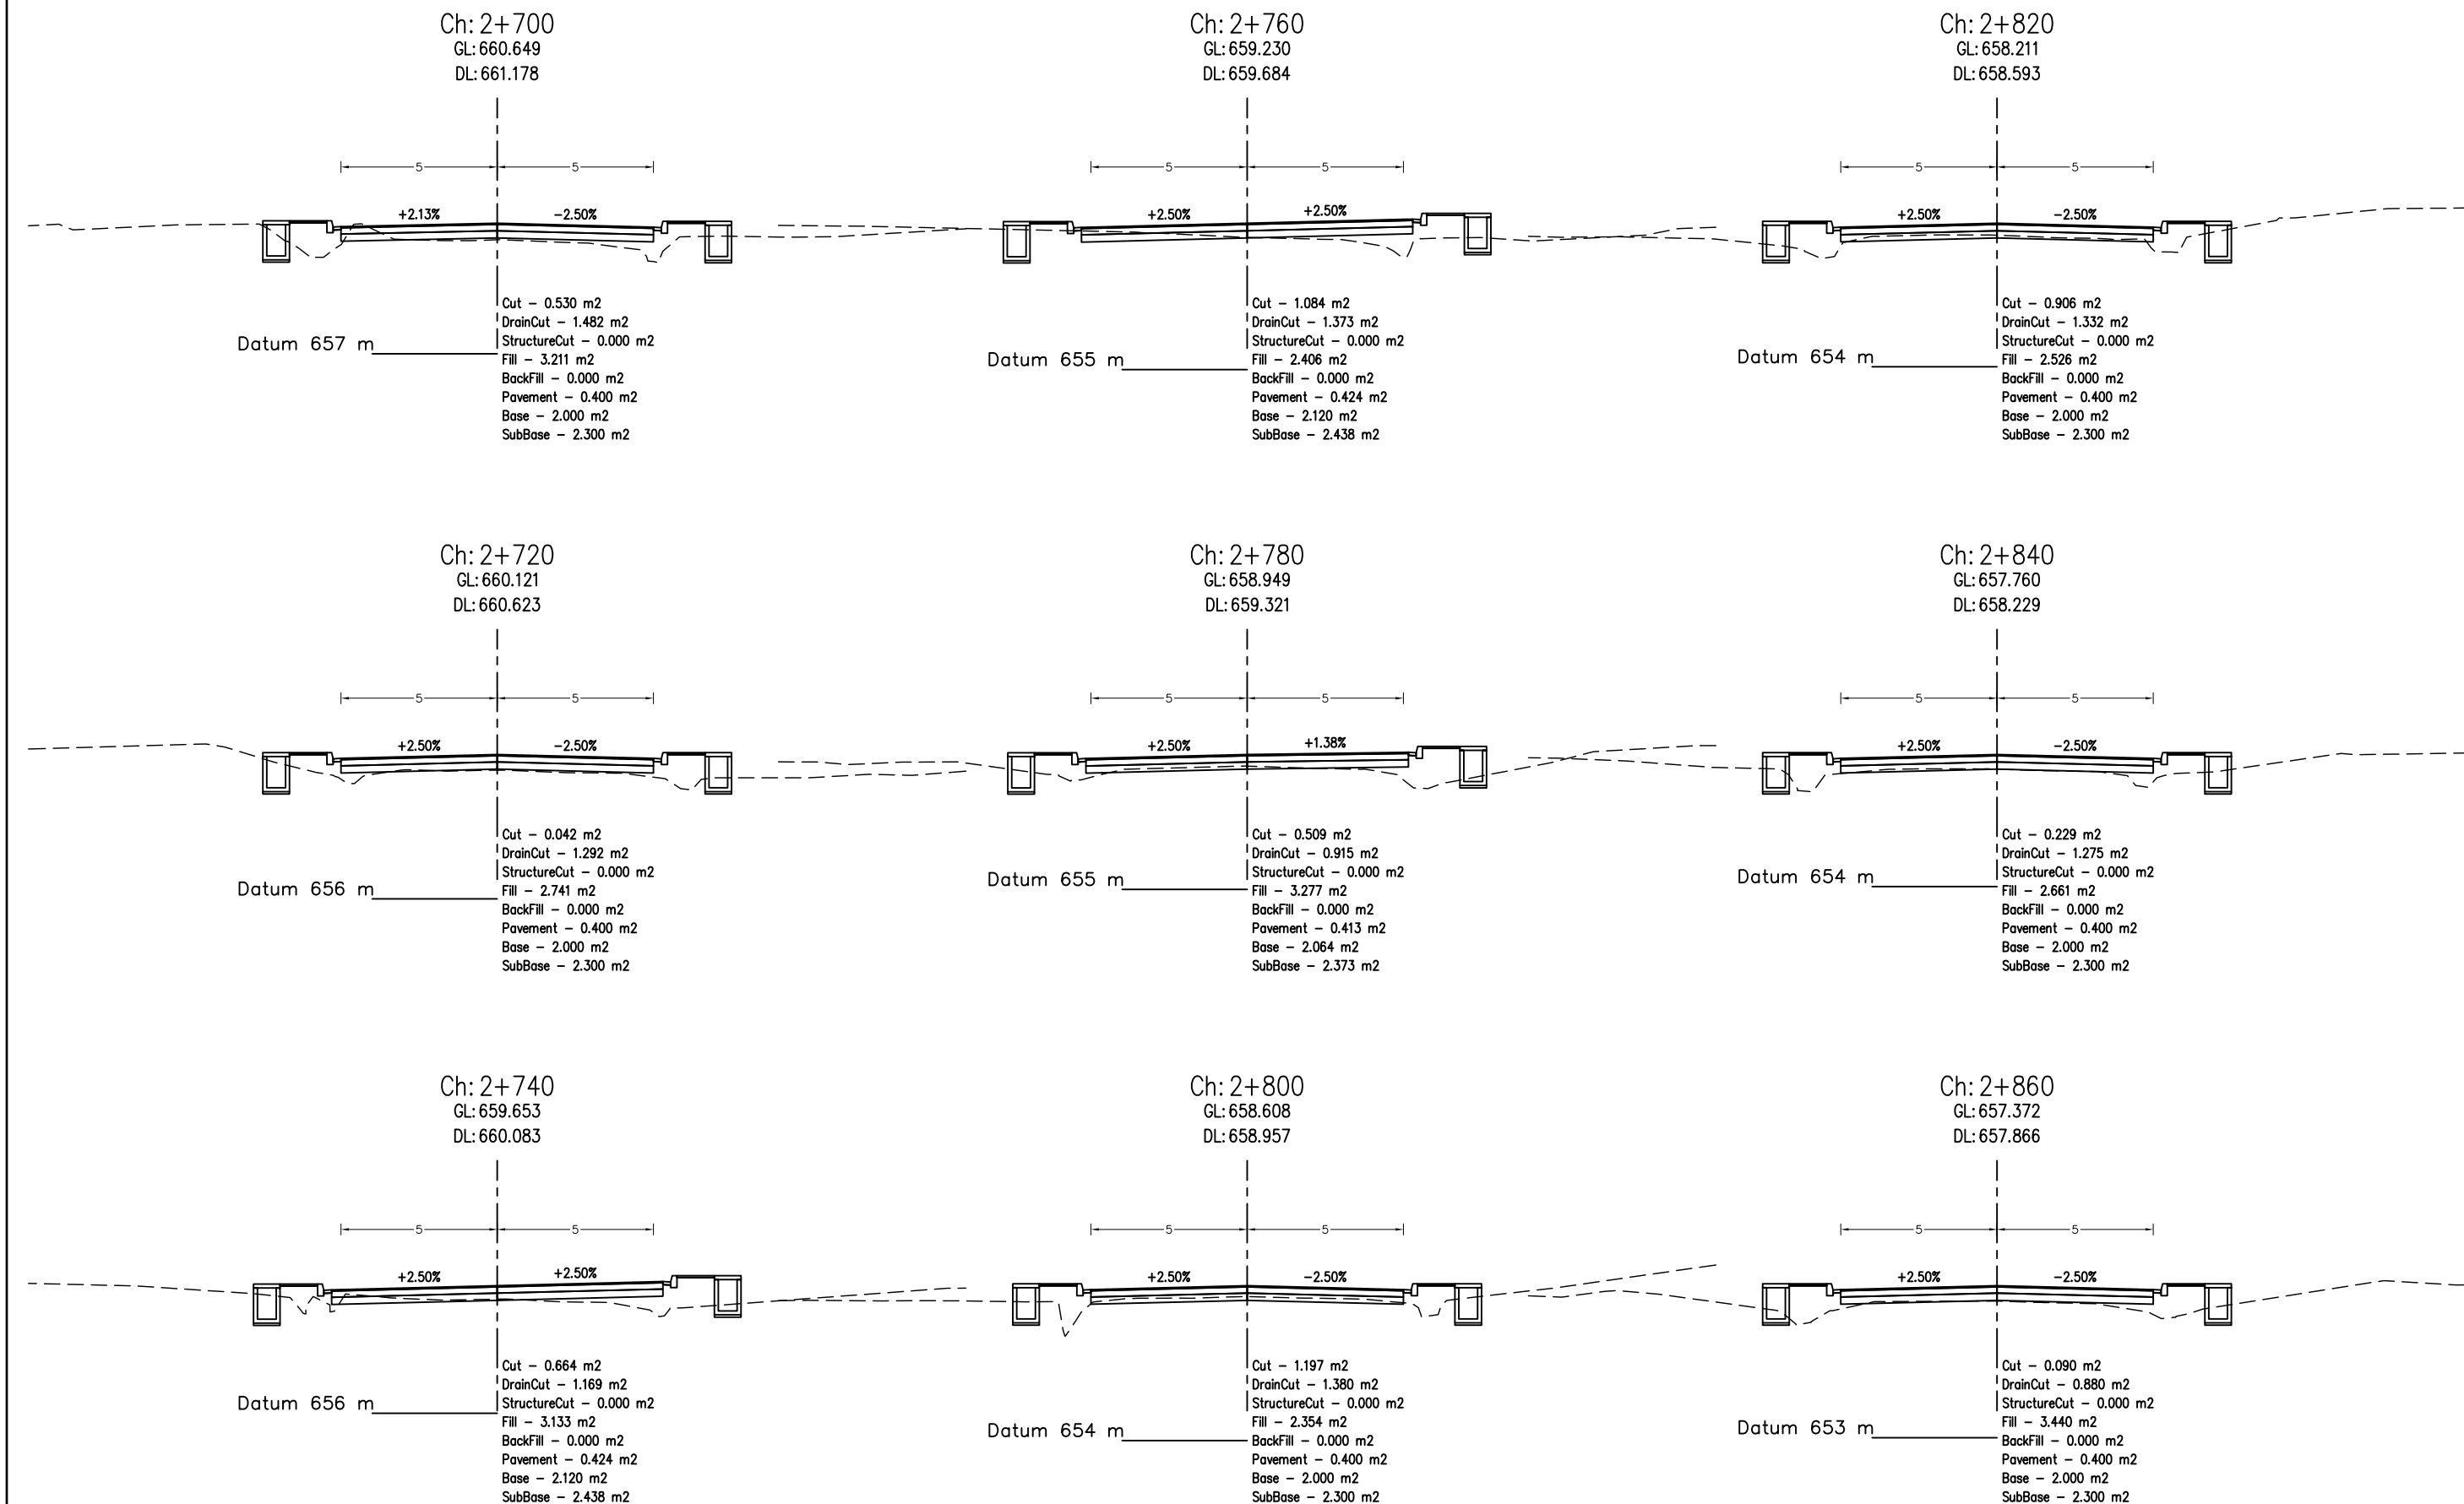 Ch: 2+700
GL: 660.649
DL: 661.178
5 5
+2.13% -2.50%
Cut - 0.530 m2
DrainCut - 1.482 m2
StructureCut - 0.000 m2
Datum 657 m
Fill - 3.211 m2
BackFill - 0.000 m2
Pavement - 0.400 m2
Base - 2.000 m2
SubBase - 2.300 m2
Ch: 2+720
GL: 660.121
DL: 660.623
5 5
+2.50% -2.50%
Cut - 0.042 m2
DrainCut - 1.292 m2
StructureCut - 0.000 m2
Datum 656 m
Fill - 2.741 m2
BackFill - 0.000 m2
Pavement - 0.400 m2
Base - 2.000 m2
SubBase - 2.300 m2
Ch: 2+740
GL: 659.653
DL: 660.083
5 5
+2.50% +2.50%
Cut - 0.664 m2
DrainCut - 1.169 m2
StructureCut - 0.000 m2
Datum 656 m
Fill - 3.133 m2
BackFill - 0.000 m2
Pavement - 0.424 m2
Base - 2.120 m2
SubBase - 2.438 m2
Ch: 2+760
GL: 659.230
DL: 659.684
5 5
+2.50% +2.50%
Cut - 1.084 m2
DrainCut - 1.373 m2
StructureCut - 0.000 m2
Datum 655 m
Fill - 2.406 m2
BackFill - 0.000 m2
Pavement - 0.424 m2
Base - 2.120 m2
SubBase - 2.438 m2
Ch: 2+780
GL: 658.949
DL: 659.321
5 5
+2.50% +1.38%
Cut - 0.509 m2
DrainCut - 0.915 m2
StructureCut - 0.000 m2
Datum 655 m
Fill - 3.277 m2
BackFill - 0.000 m2
Pavement - 0.413 m2
Base - 2.064 m2
SubBase - 2.373 m2
Ch: 2+800
GL: 658.608
DL: 658.957
5 5
+2.50% -2.50%
Cut - 1.197 m2
DrainCut - 1.380 m2
StructureCut - 0.000 m2
Fill - 2.354 m2
Datum 654 m
BackFill - 0.000 m2
Pavement - 0.400 m2
Base - 2.000 m2
SubBase - 2.300 m2
Ch: 2+820
GL: 658.211
DL: 658.593
5 5
+2.50% -2.50%
Cut - 0.906 m2
DrainCut - 1.332 m2
StructureCut - 0.000 m2
Datum 654 m
Fill - 2.526 m2
BackFill - 0.000 m2
Pavement - 0.400 m2
Base - 2.000 m2
SubBase - 2.300 m2
Ch: 2+840
GL: 657.760
DL: 658.229
5 5
+2.50% -2.50%
Cut - 0.229 m2
DrainCut - 1.275 m2
StructureCut - 0.000 m2
Datum 654 m
Fill - 2.661 m2
BackFill - 0.000 m2
Pavement - 0.400 m2
Base - 2.000 m2
SubBase - 2.300 m2
Ch: 2+860
GL: 657.372
DL: 657.866
5 5
+2.50% -2.50%
Cut - 0.090 m2
DrainCut - 0.880 m2
StructureCut - 0.000 m2
Fill - 3.440 m2
Datum 653 m
BackFill - 0.000 m2
Pavement - 0.400 m2
Base - 2.000 m2
SubBase - 2.300 m2